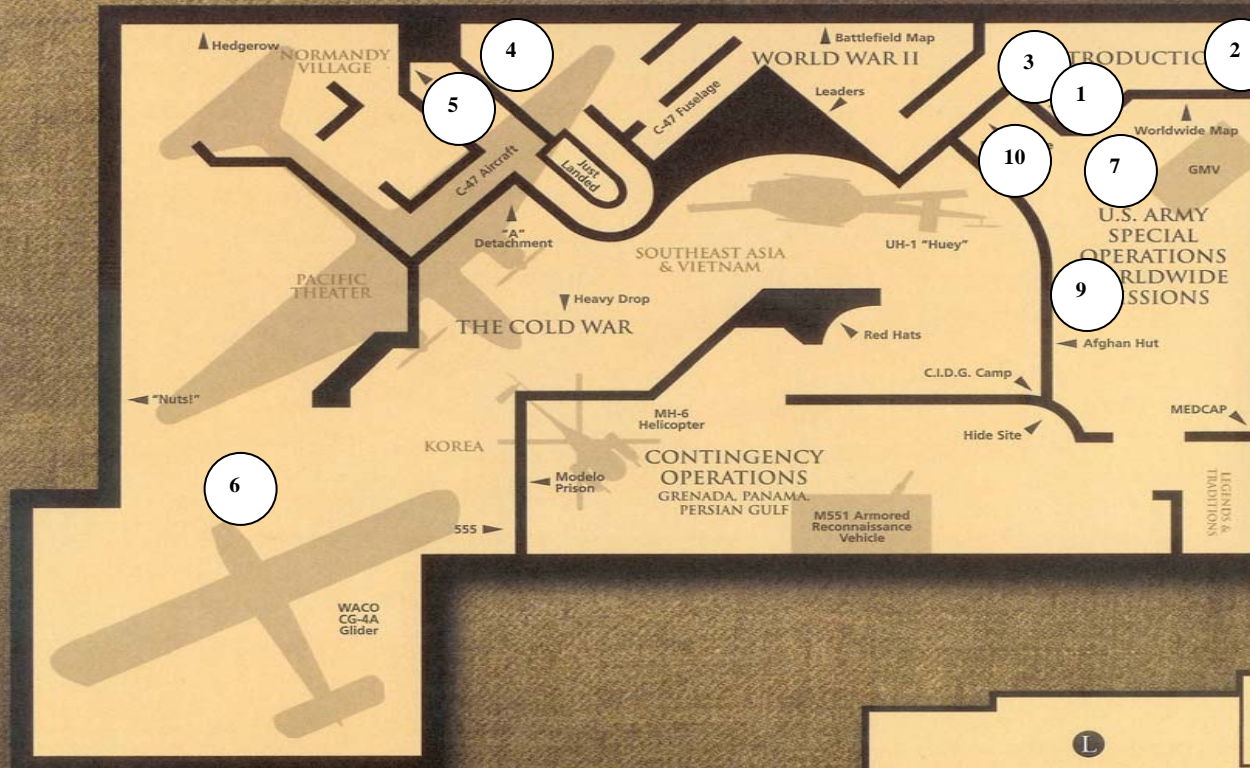 Hedgerow
NORMANDY
VILLAGE
4
5
C-47 Aircraft
Just
Landed
C-47 Fuselage
Battlefield Map
WORLD WAR II
Leaders
3
TRODUCTIO
2
1
Worldwide Map
10
7
GMV
U.S. ARMY
SPECIAL
OPERATIONS
RLDWIDE
SSIONS
9
Afghan Hut
"A"
Detachment
SOUTHEAST ASIA
& VIETNAM
UH-1 "Huey"
PACIFIC
THEATER
Heavy Drop
THE COLD WAR
Red Hats
C.I.D.G. Camp
Hide Site
MEDCAP
"Nuts!"
MH-6
Helicopter
KOREA
CONTINGENCY
OPERATIONS
GRENADA, PANAMA,
PERSIAN GULF
Modelo
Prison
6
555
M551 Armored
Reconnaissance
Vehicle
LEGENDS &
TRADITIONS
WACO
CG-4A
Glider
L